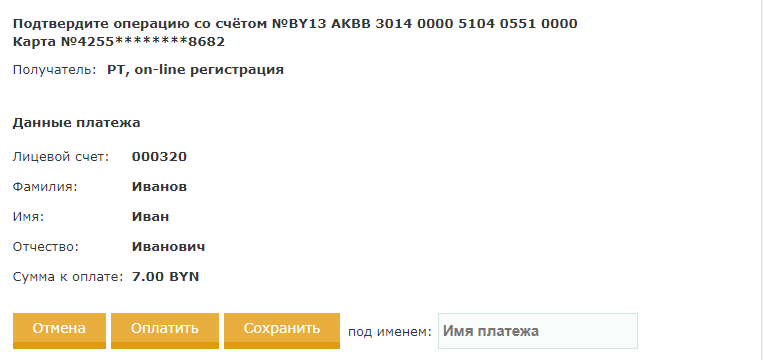 Подтвердите операцию со счётом №BY13 AKBB 3014 0000 5104 0551 0000
Карта №4255********8682
Получатель: РТ, on-line регистрация
Данные платежа
Лицевой счет: 000320
Фамилия: Иванов
Имя: Иван
Отчество: Иванович
Сумма к оплате: 7.00 BYN
Отмена Оплатить Сохранить под именем: Имя платежа